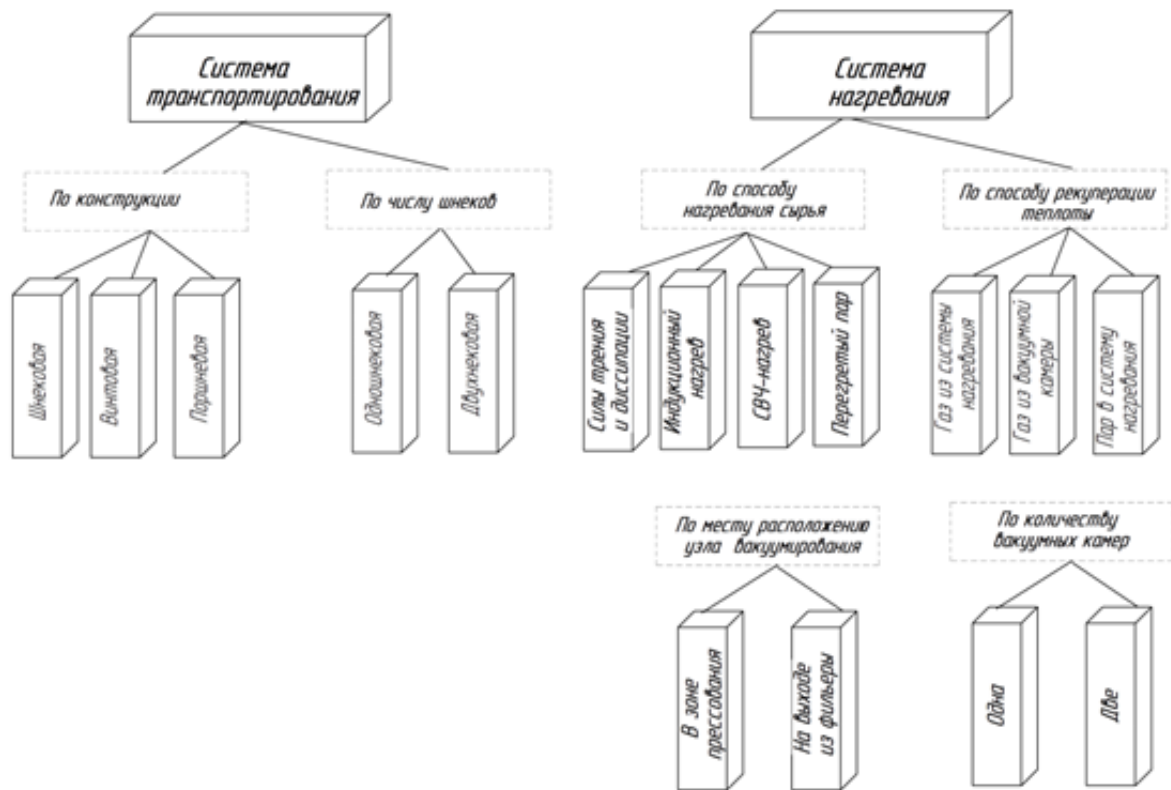 Система
транспортирования
Система
нагревания
По конструкции
По числу шнеков
По способу
нагревания сырья
По способу рекуперации
теплоты
Шнековая
Винтовая
Поршневая
Одношнековая
Двухнековая
Силы трения
и диссипации
Индукционный
нагрев
СВЧ-нагрев
Перегретый пар
Газ из системы
нагревания
Газ из вакуумной
камеры
Пар в систему
нагревания
По месту расположению
узла вакуумирования
По количеству
вакуумных камер
В зоне
прессования
На выходе
из фильеры
Одна
Две